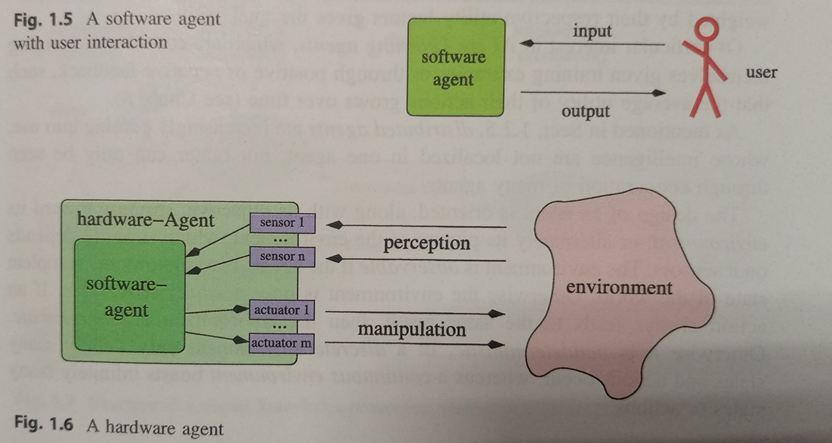 Fig. 1.5 A software agent
with user interaction
software
agent
input
output
user
hardware–Agent
software–
agent
sensor 1
...
sensor n
actuator 1
...
actuator m
perception
manipulation
environment
Fig. 1.6 A hardware agent